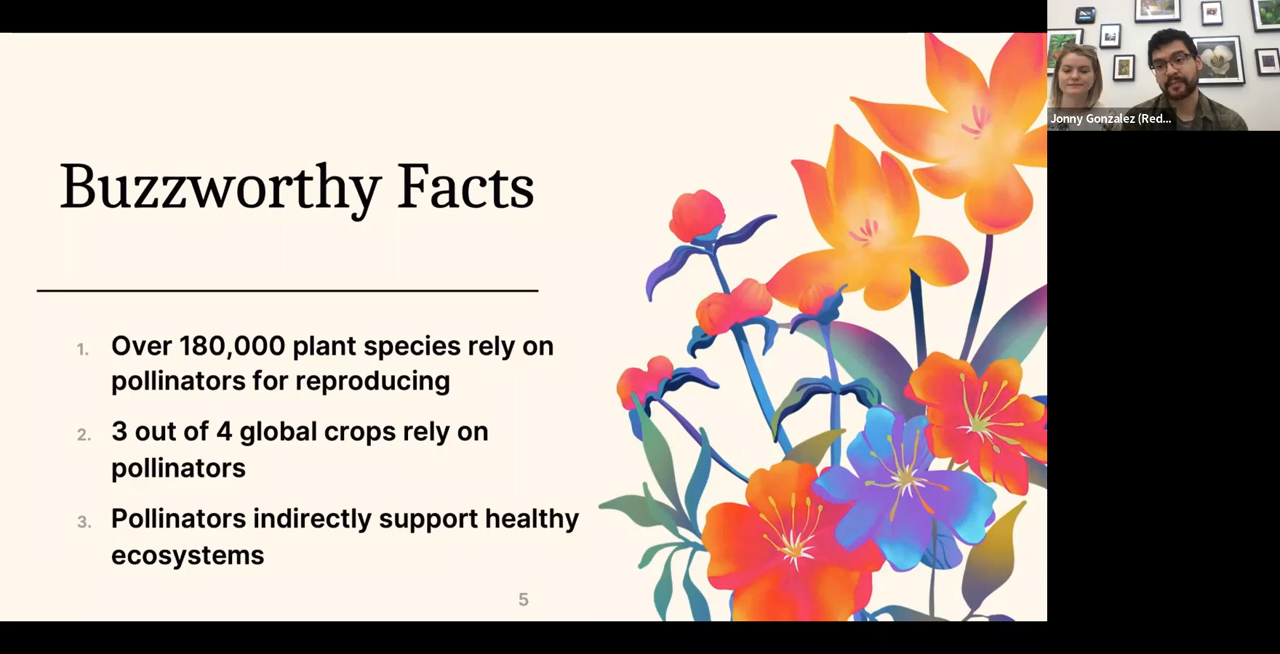 Buzzworthy Facts
1. Over 180,000 plant species rely on
pollinators for reproducing
2. 3 out of 4 global crops rely on
pollinators
3. Pollinators indirectly support healthy
ecosystems
5
Jonny Gonzalez (Red...